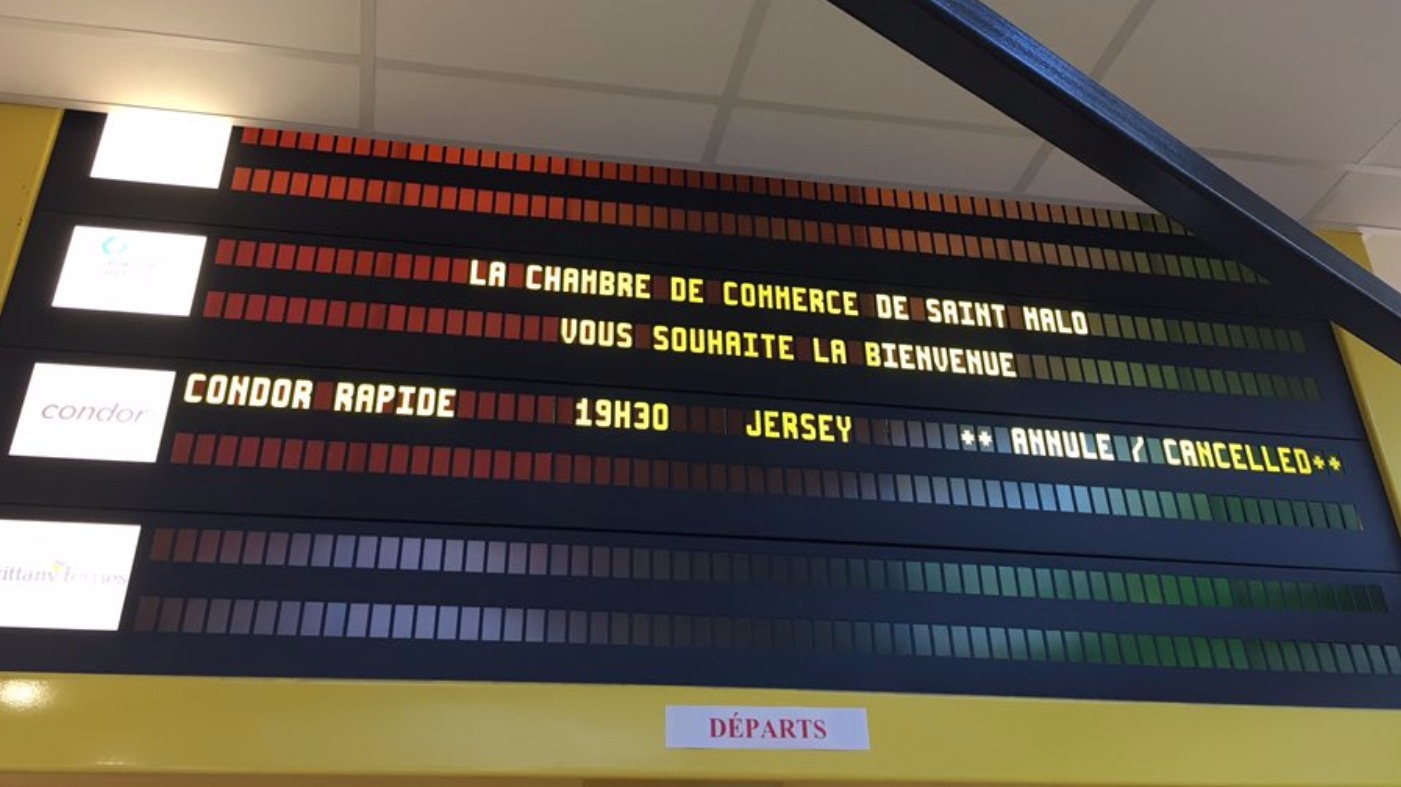 LA CHAMBRE DE COMMERCE DE SAINT MALO
VOUS SOUHAITE LA BIENVENUE
condor
CONDOR RAPIDE 19H30 JERSEY ** ANNULE / CANCELLED**
ferries
DÉPARTS